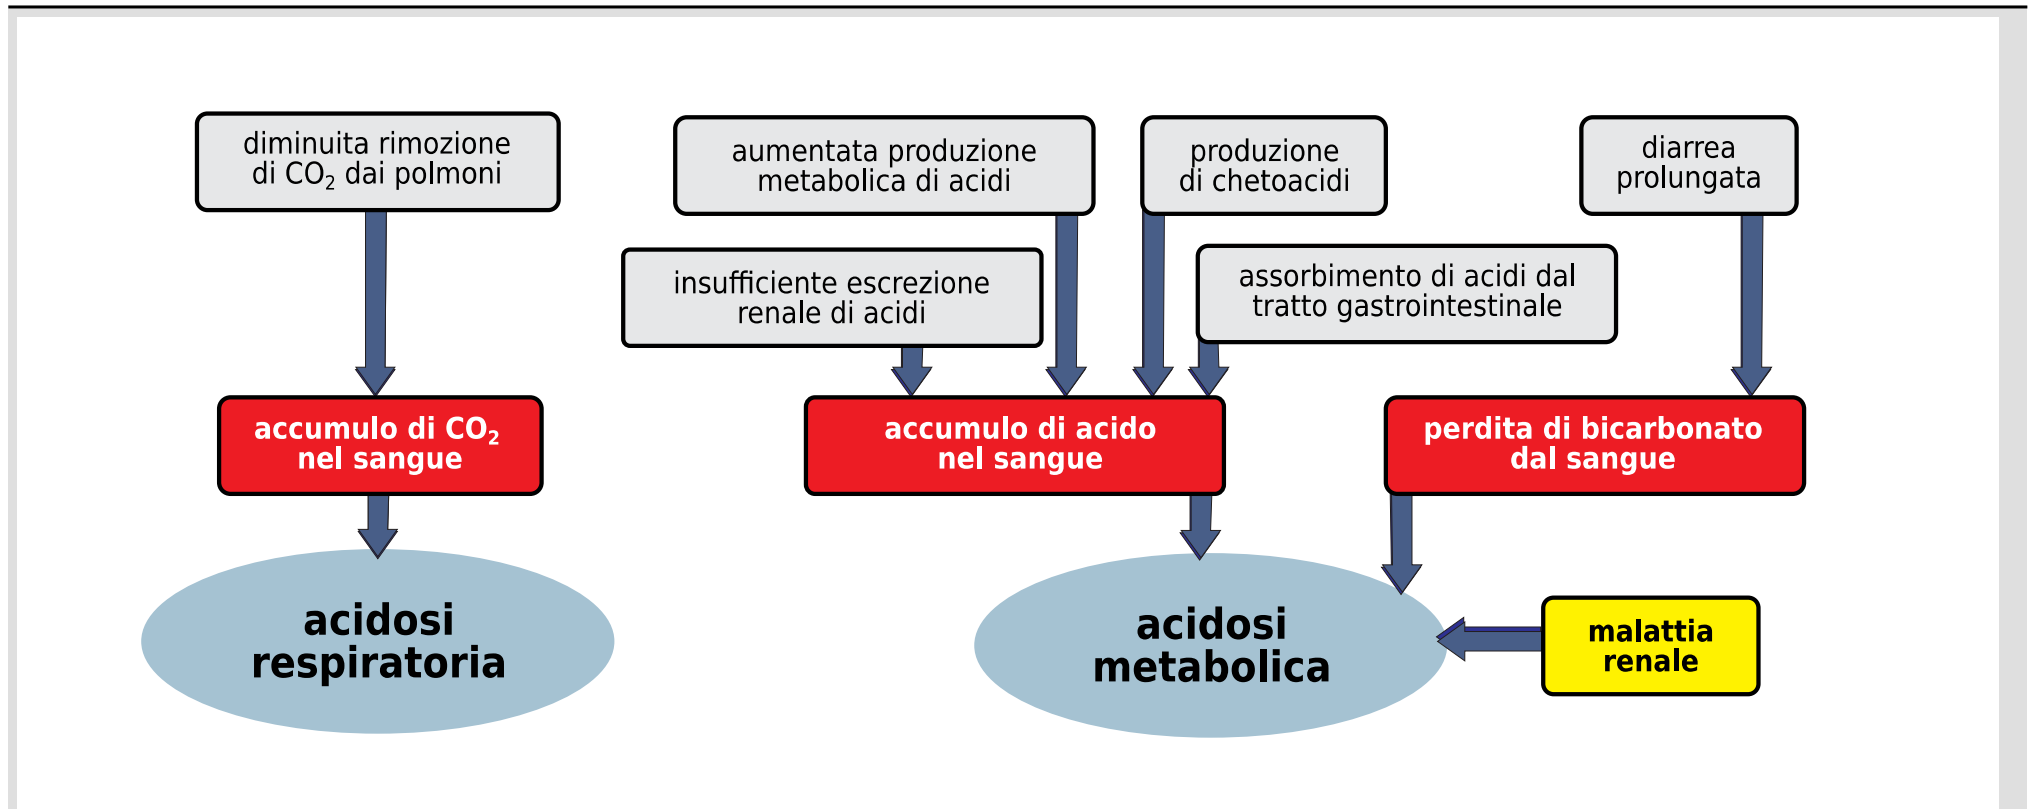 diminuita rimozione
di CO₂ dai polmoni
aumentata produzione
metabolica di acidi
produzione
di chetoacidi
diarrea
prolungata
insufficiente escrezione
renale di acidi
assorbimento di acidi dal
tratto gastrointestinale
accumulo di CO₂
nel sangue
accumulo di acido
nel sangue
perdita di bicarbonato
dal sangue
acidosi
respiratoria
acidosi
metabolica
malattia
renale